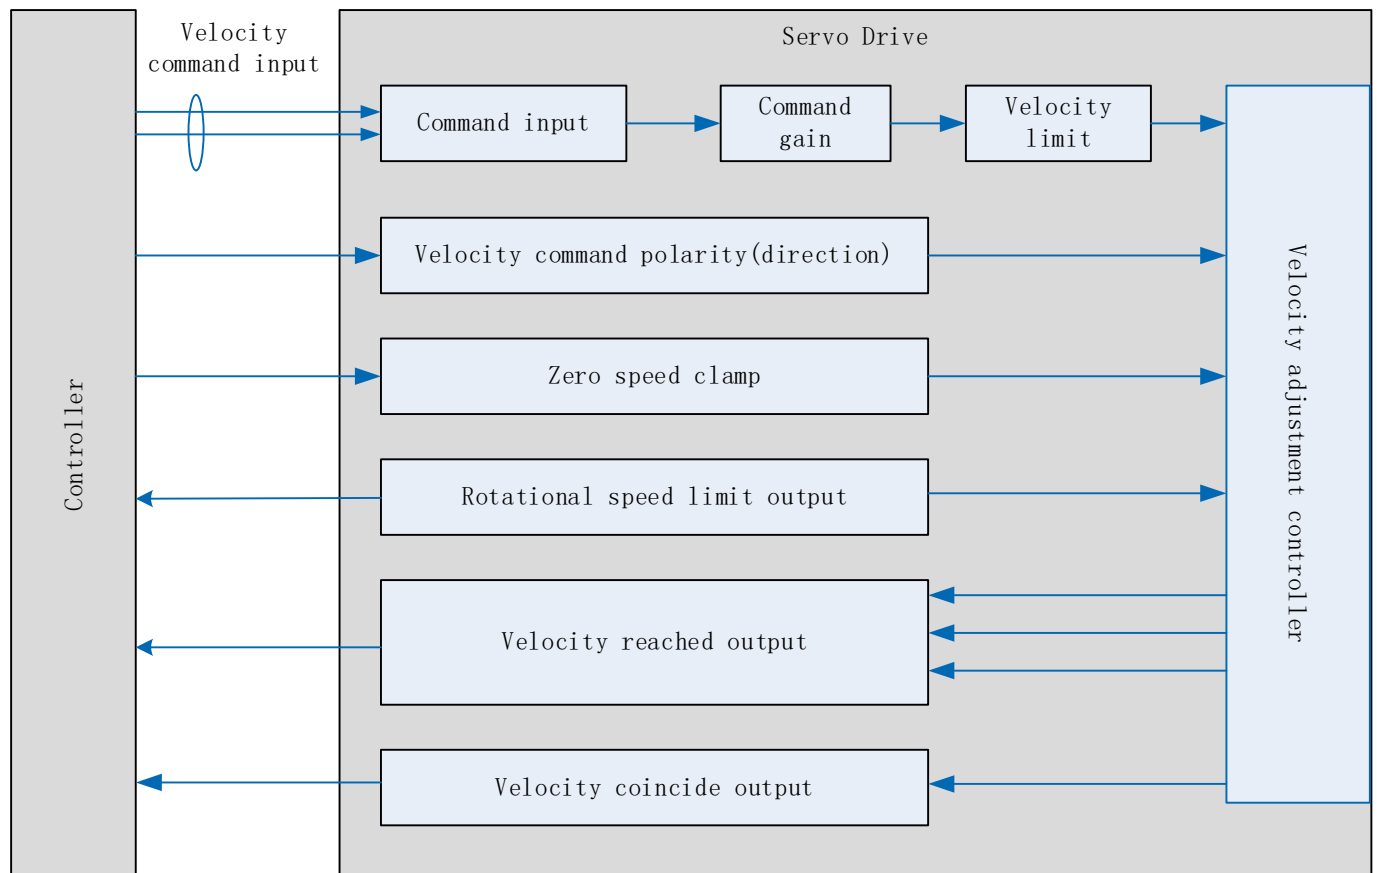 Velocity
command input
Servo Drive
Command input
Command
gain
Velocity
limit
Velocity command polarity(direction)
Zero speed clamp
Rotational speed limit output
Velocity reached output
Velocity coincide output
Controller
Velocity adjustment controller